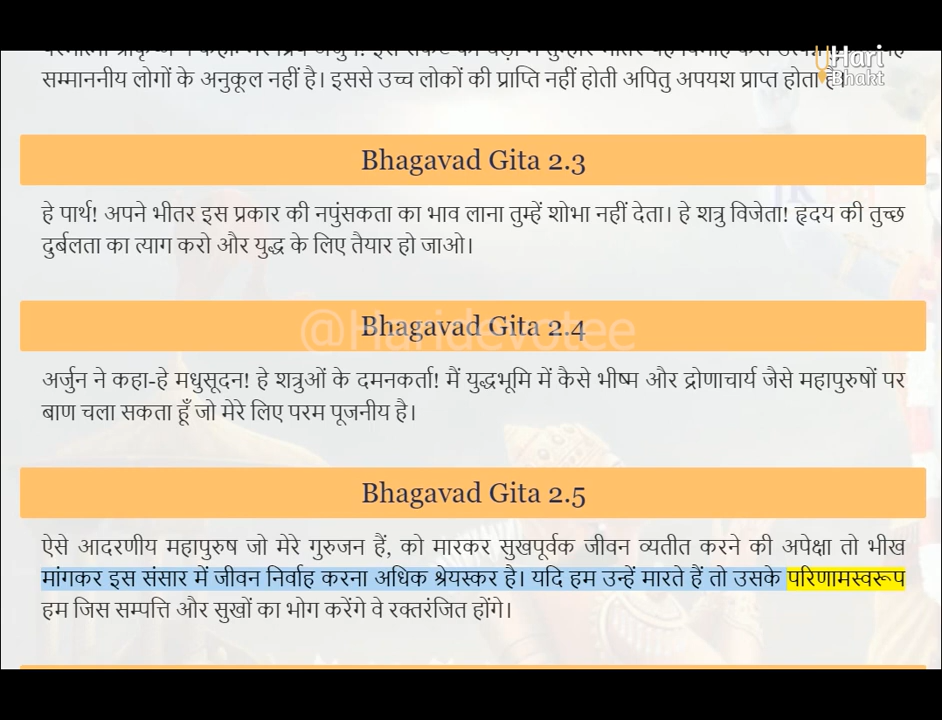 सम्माननीय लोगों के अनुकूल नहीं है। इससे उच्च लोकों की प्राप्ति नहीं होती अपितु अपयश प्राप्त होता है।
Hari
Bhakt
Bhagavad Gita 2.3
हे पार्थ! अपने भीतर इस प्रकार की नपुंसकता का भाव लाना तुम्हें शोभा नहीं देता। हे शत्रु विजेता! हृदय की तुच्छ
दुर्बलता का त्याग करो और युद्ध के लिए तैयार हो जाओ।
Bhagavad Gita 2.4
@Haridevotee
अर्जुन ने कहा-हे मधुसूदन! हे शत्रुओं के दमनकर्ता! मैं युद्धभूमि में कैसे भीष्म और द्रोणाचार्य जैसे महापुरुषों पर
बाण चला सकता हूँ जो मेरे लिए परम पूजनीय है।
Bhagavad Gita 2.5
ऐसे आदरणीय महापुरुष जो मेरे गुरुजन हैं, को मारकर सुखपूर्वक जीवन व्यतीत करने की अपेक्षा तो भीख
मांगकर इस संसार में जीवन निर्वाह करना अधिक श्रेयस्कर है। यदि हम उन्हें मारते हैं तो उसके परिणामस्वरूप
हम जिस सम्पत्ति और सुखों का भोग करेंगे वे रक्तरंजित होंगे।